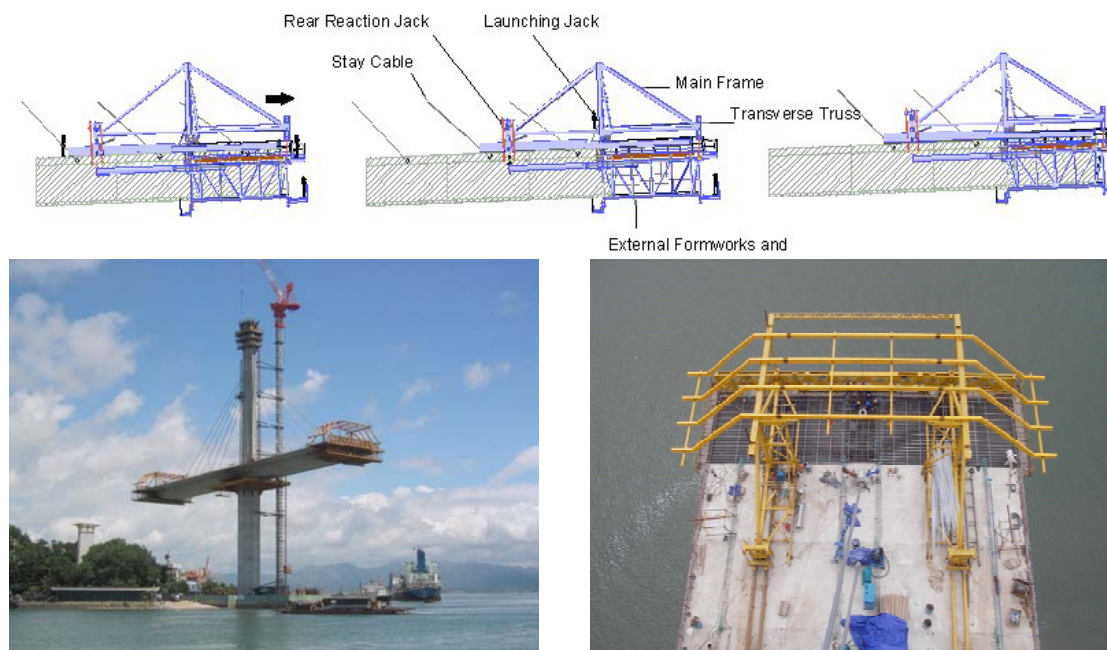 Rear Reaction Jack
Launching Jack
Stay Cable
Main Frame
Transverse Truss
External Formworks and